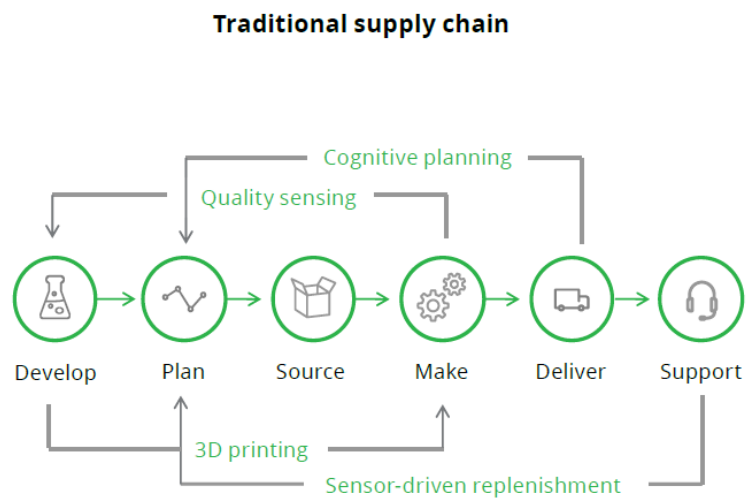 Traditional supply chain
Cognitive planning
Quality sensing
Develop
Plan
Source
Make
Deliver
Support
3D printing
Sensor-driven replenishment